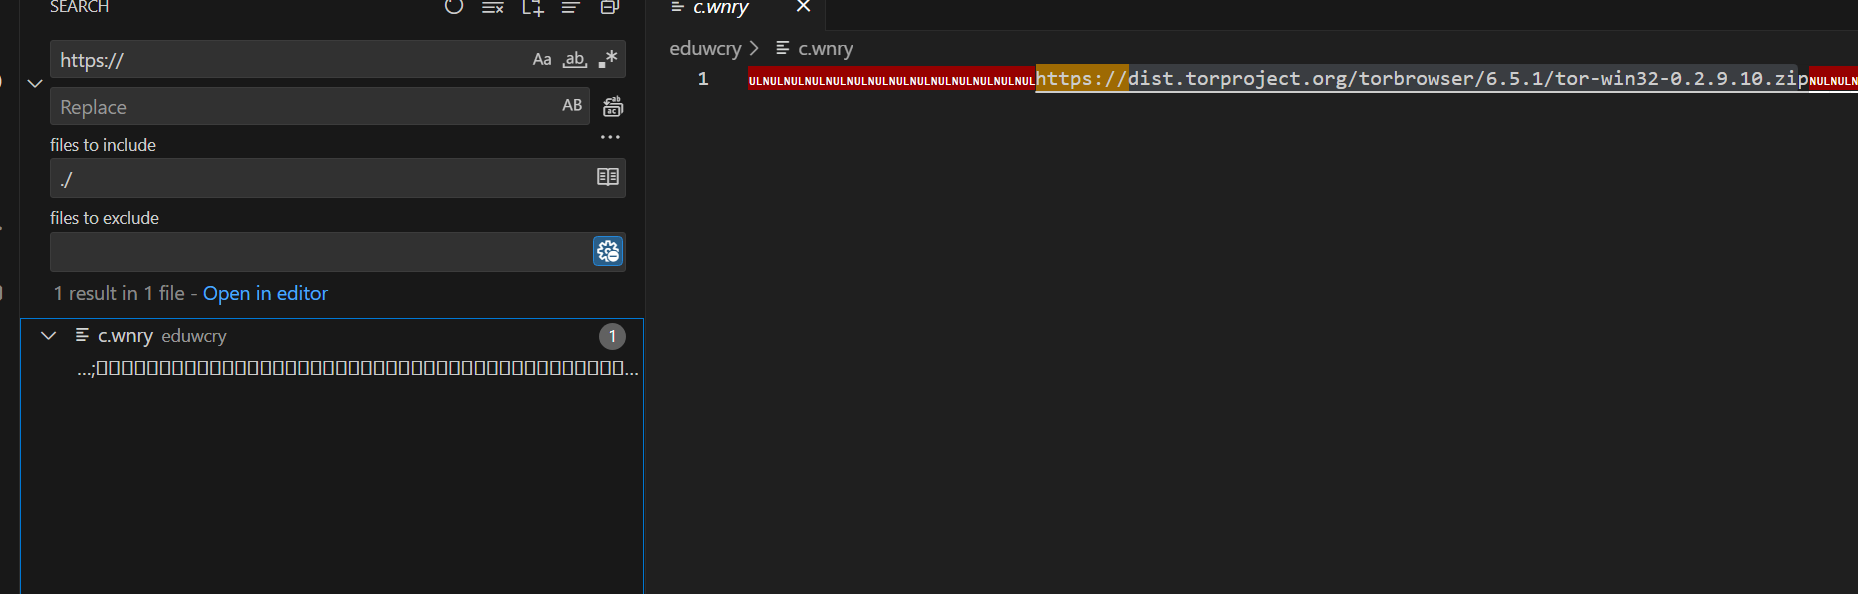 SEARCH
https://
Aa ab
Replace
AB
files to include
./
files to exclude
1 result in 1 file - Open in editor
c.wnry eduwcry 1
c.wnry
eduwcry > c.wnry
1 ULNULNULNULNULNULNULNULNULNULNULNULNULNULhttps://dist.torproject.org/torbrowser/6.5.1/tor-win32-0.2.9.10.zipNULNULN